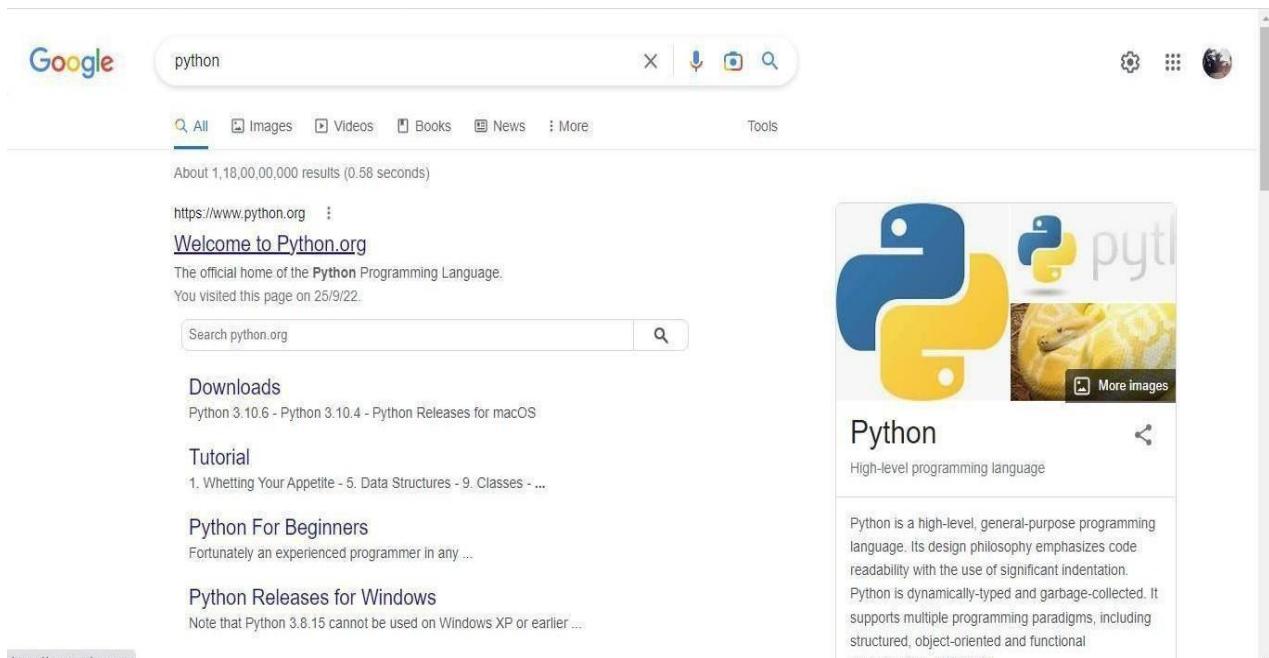 Google
python
All Images Videos Books News More Tools
About 1,18,00,00,000 results (0.58 seconds)
https://www.python.org
Welcome to Python.org
The official home of the Python Programming Language.
You visited this page on 25/9/22.
Search python.org
Downloads
Python 3.10.6 - Python 3.10.4 - Python Releases for macOS
Tutorial
1. Whetting Your Appetite - 5. Data Structures - 9. Classes - ...
Python For Beginners
Fortunately an experienced programmer in any ...
Python Releases for Windows
Note that Python 3.8.15 cannot be used on Windows XP or earlier ...
pyt
More images
Python
High-level programming language
Python is a high-level, general-purpose programming
language. Its design philosophy emphasizes code
readability with the use of significant indentation.
Python is dynamically-typed and garbage-collected. It
supports multiple programming paradigms, including
structured, object-oriented and functional